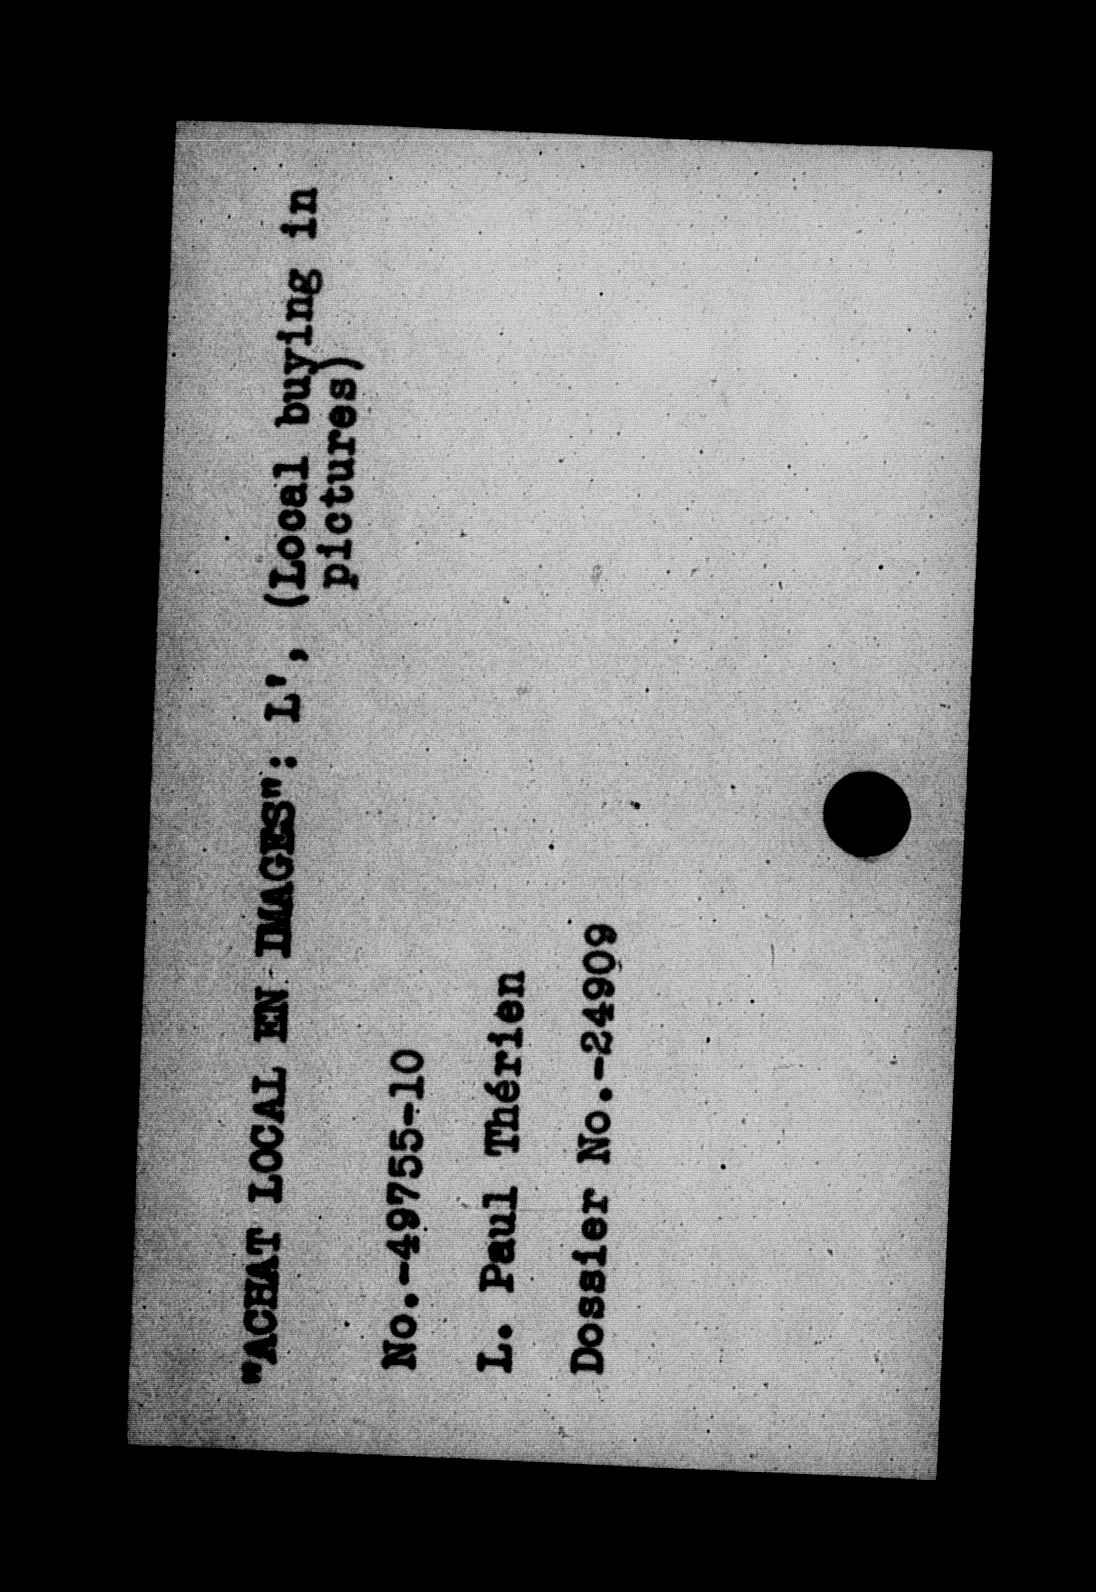 "ACHAT LOCAL EN IMAGES": L', (Local buying in
pictures)
No.-49755-10
L. Paul Thérien
Dossier No.-24909